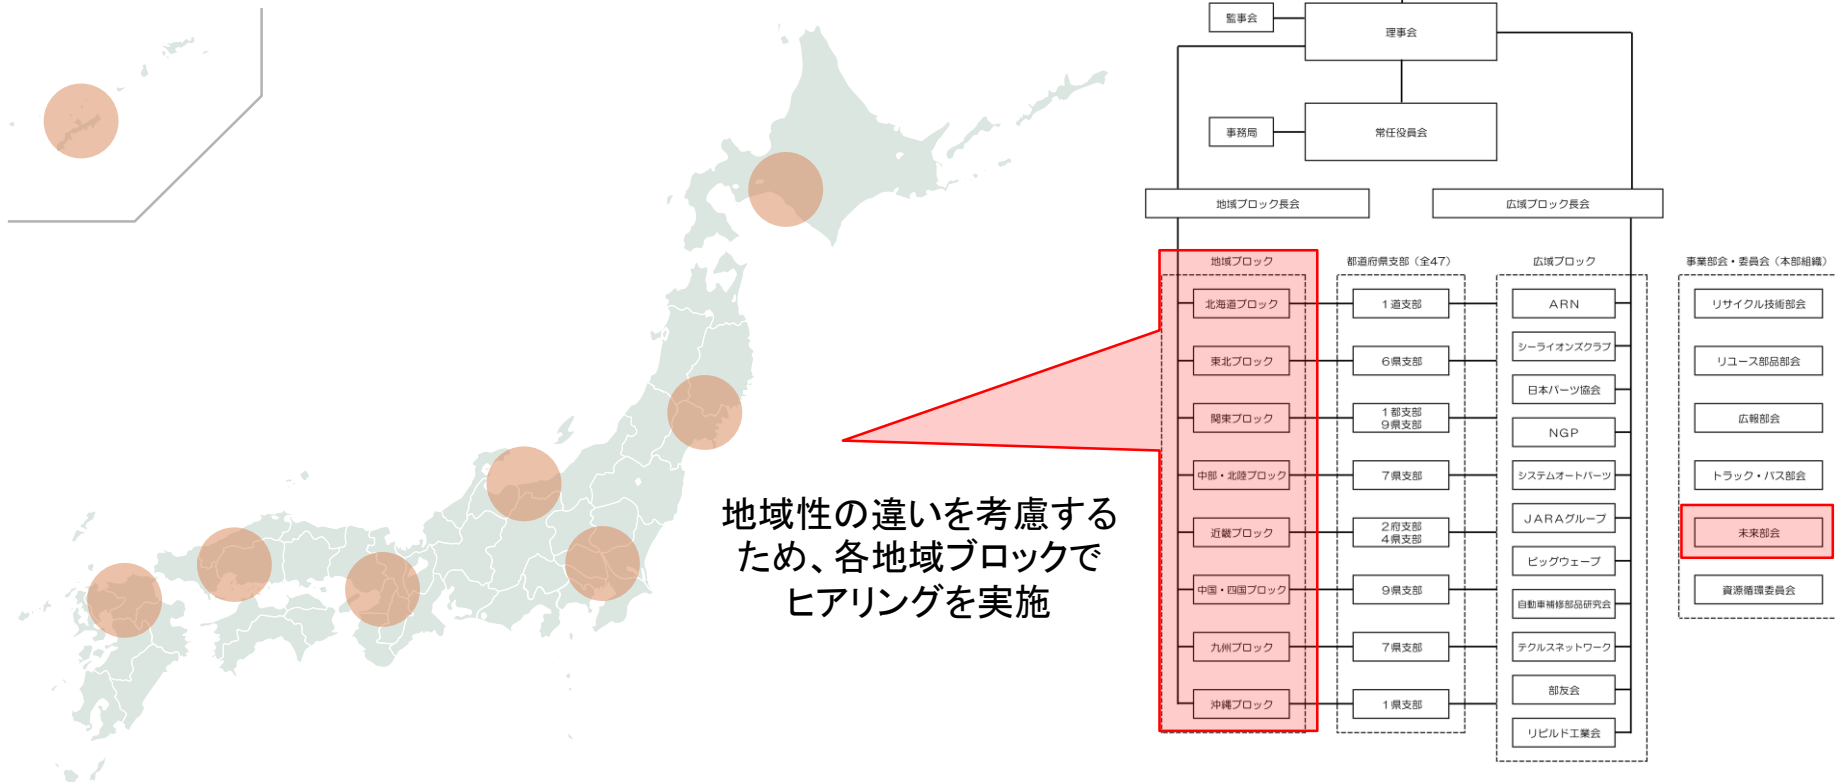 監事会
理事会
事務局
常任役員会
地域ブロック長会
広域ブロック長会
地域ブロック
都道府県支部（全47）
広域ブロック
事業部会・委員会（本部組織）
北海道ブロック
東北ブロック
関東ブロック
中部・北陸ブロック
近畿ブロック
中国・四国ブロック
九州ブロック
沖縄ブロック
1道支部
6県支部
1都支部
9県支部
7県支部
2府支部
4県支部
9県支部
7県支部
1県支部
ARN
シーライオンズクラブ
日本パーツ協会
NGP
システムオートパーツ
JARAグループ
ビッグウェーブ
自動車補修部品研究会
テクルスネットワーク
部友会
リビルド工業会
リサイクル技術部会
リユース部品部会
広報部会
トラック・バス部会
未来部会
資源循環委員会
地域性の違いを考慮する
ため、各地域ブロックで
ヒアリングを実施